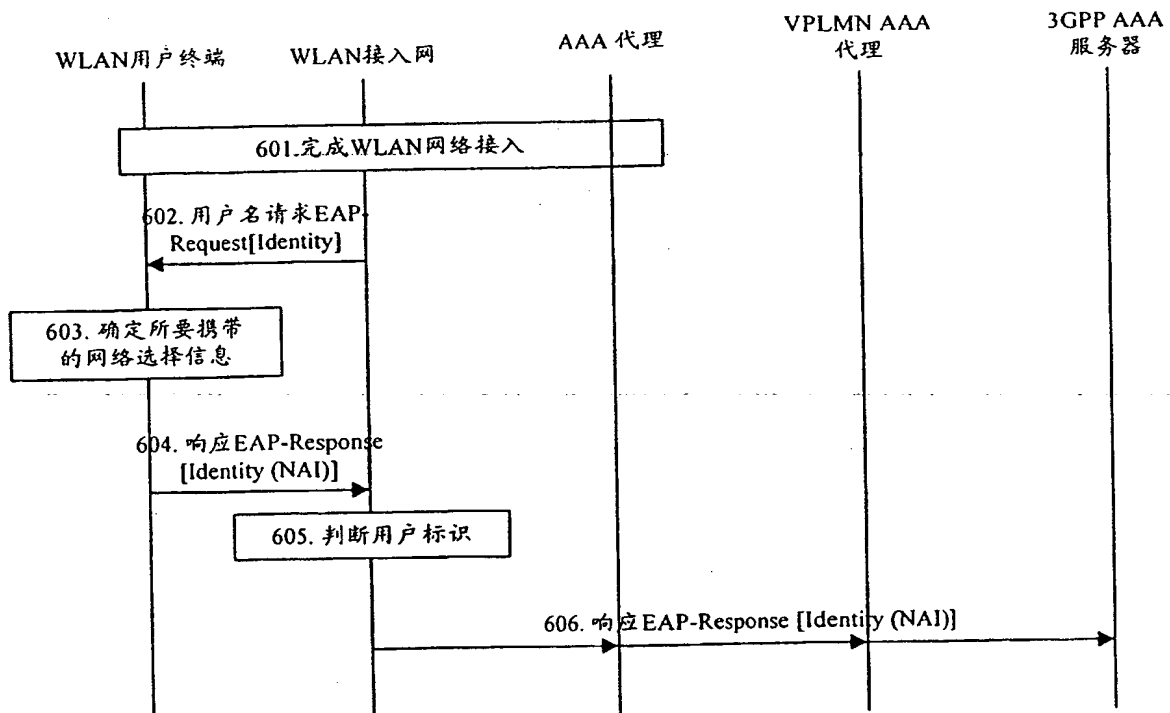 WLAN用户终端
WLAN接入网
AAA 代理
VPLMN AAA
代理
3GPP AAA
服务器
601.完成WLAN网络接入
602. 用户名请求EAP-
Request[Identity]
603. 确定所要携带
的网络选择信息
604. 响应EAP-Response
[Identity (NAI)]
605. 判断用户标识
606. 响应EAP-Response [Identity (NAI)]